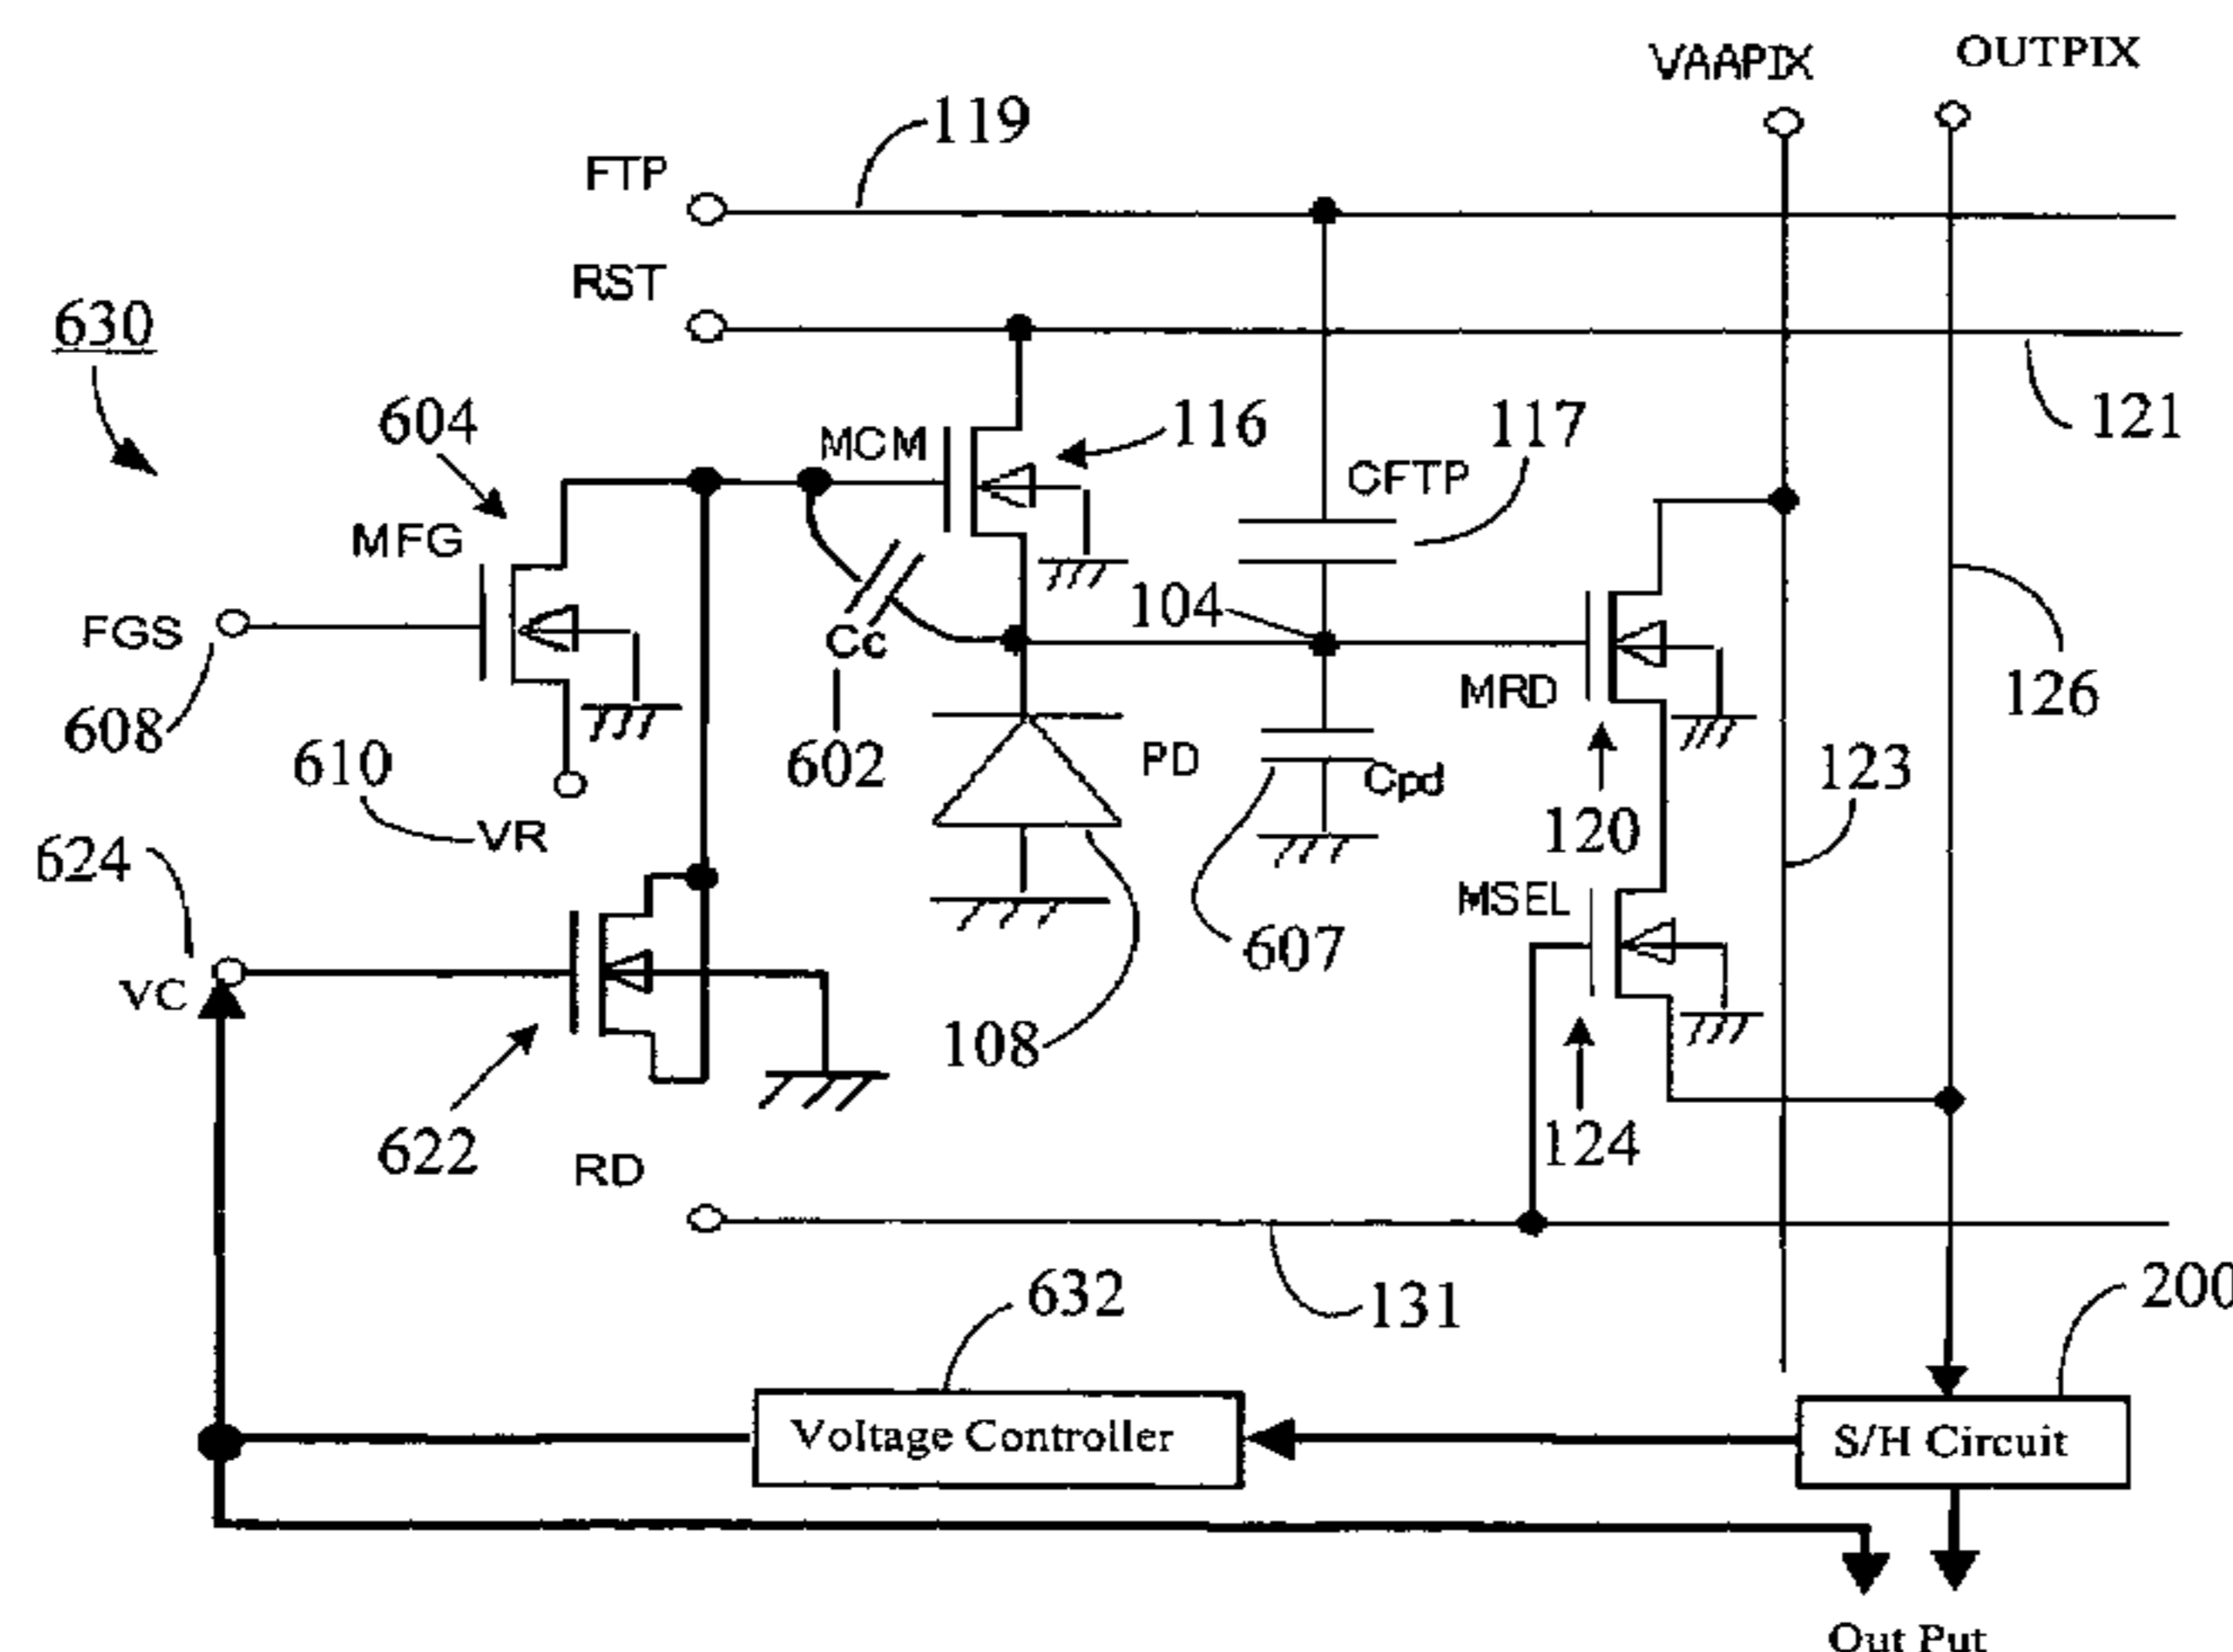 VAAPIX
OUTPIX
119
FTP
RST
630
121
604
MCM
116
117
CFTP
MFG
104
FGS
Cc
MRD
126
608
610
602
PD
Cpd
123
VR
120
624
MSEL
607
VC
108
622
RD
124
632
131
200
Voltage Controller
S/H Circuit
Out Put